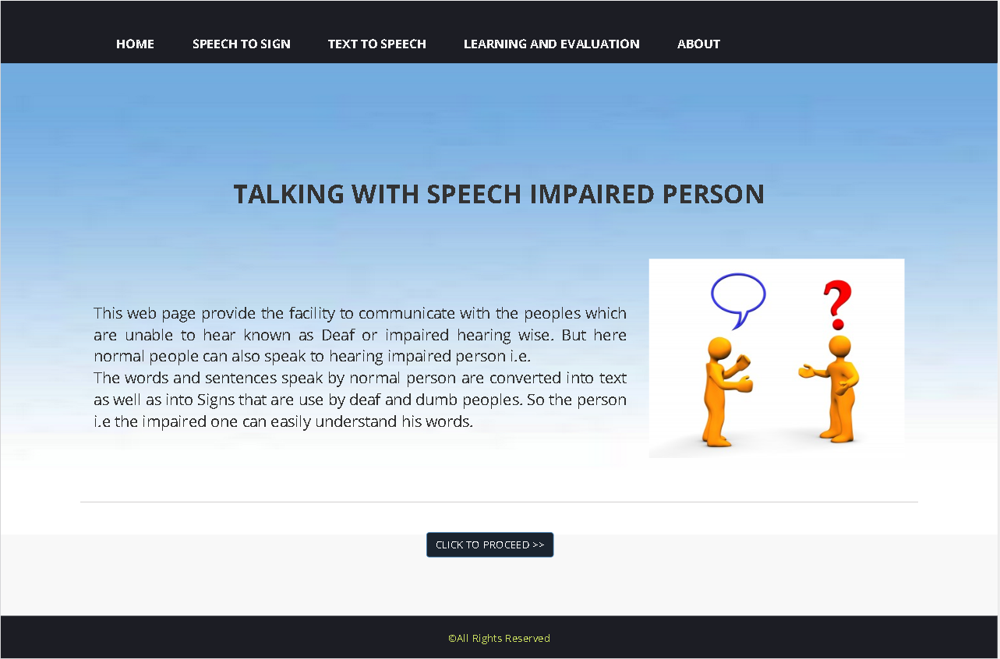 HOME SPEECH TO SIGN TEXT TO SPEECH LEARNING AND EVALUATION ABOUT
TALKING WITH SPEECH IMPAIRED PERSON
This web page provide the facility to communicate with the peoples which
are unable to hear known as Deaf or impaired hearing wise. But here
normal people can also speak to hearing impaired person i.e.
The words and sentences speak by normal person are converted into text
as well as into Signs that are use by deaf and dumb peoples. So the person
i.e the impaired one can easily understand his words.
?
CLICK TO PROCEED >>
©All Rights Reserved